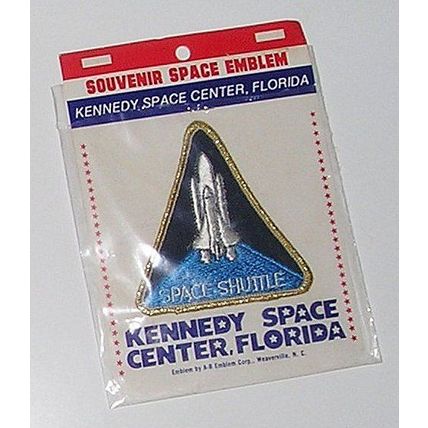 SOUVENIR SPACE EMBLEM
KENNEDY SPACE CENTER, FLORIDA
SPACE SHUTTLE
KENNEDY SPACE
CENTER, FLORIDA
Emblem by A-B Emblem Corp., Weaverville, N. C.